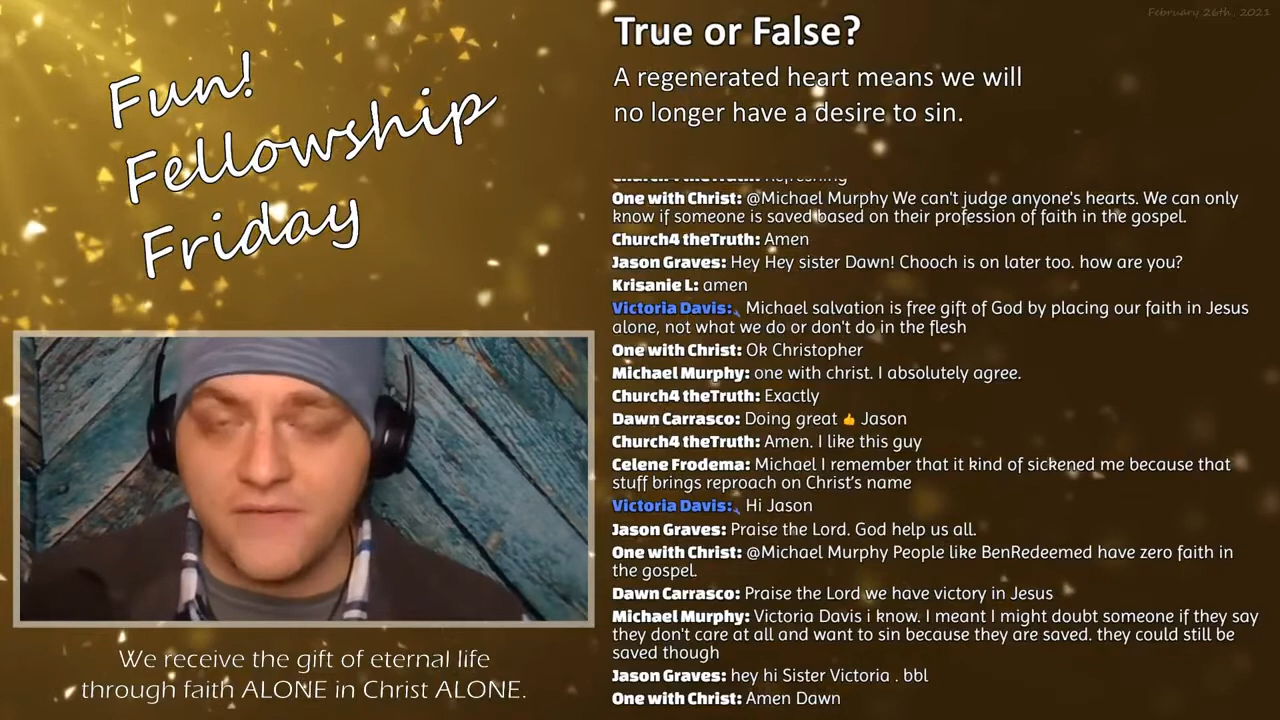 February 26th, 2021
Fun!
Fellowship
Friday
True or False?
A regenerated heart means we will
no longer have a desire to sin.
Church4 theTruth: Refreshing
One with Christ: @Michael Murphy We can't judge anyone's hearts. We can only
know if someone is saved based on their profession of faith in the gospel.
Church4 theTruth: Amen
Jason Graves: Hey Hey sister Dawn! Chooch is on later too. how are you?
Krisanie L: amen
Victoria Davis: Michael salvation is free gift of God by placing our faith in Jesus
alone, not what we do or don't do in the flesh
One with Christ: Ok Christopher
Michael Murphy: one with christ. I absolutely agree.
Church4 theTruth: Exactly
Dawn Carrasco: Doing great 👍 Jason
Church4 theTruth: Amen. I like this guy
Celene Frodema: Michael I remember that it kind of sickened me because that
stuff brings reproach on Christ's name
Victoria Davis: Hi Jason
Jason Graves: Praise the Lord. God help us all.
One with Christ: @Michael Murphy People like BenRedeemed have zero faith in
the gospel.
Dawn Carrasco: Praise the Lord we have victory in Jesus
Michael Murphy: Victoria Davis i know. I meant I might doubt someone if they say
they don't care at all and want to sin because they are saved. they could still be
saved though
Jason Graves: hey hi Sister Victoria . bbl
One with Christ: Amen Dawn
We receive the gift of eternal life
through faith ALONE in Christ ALONE.